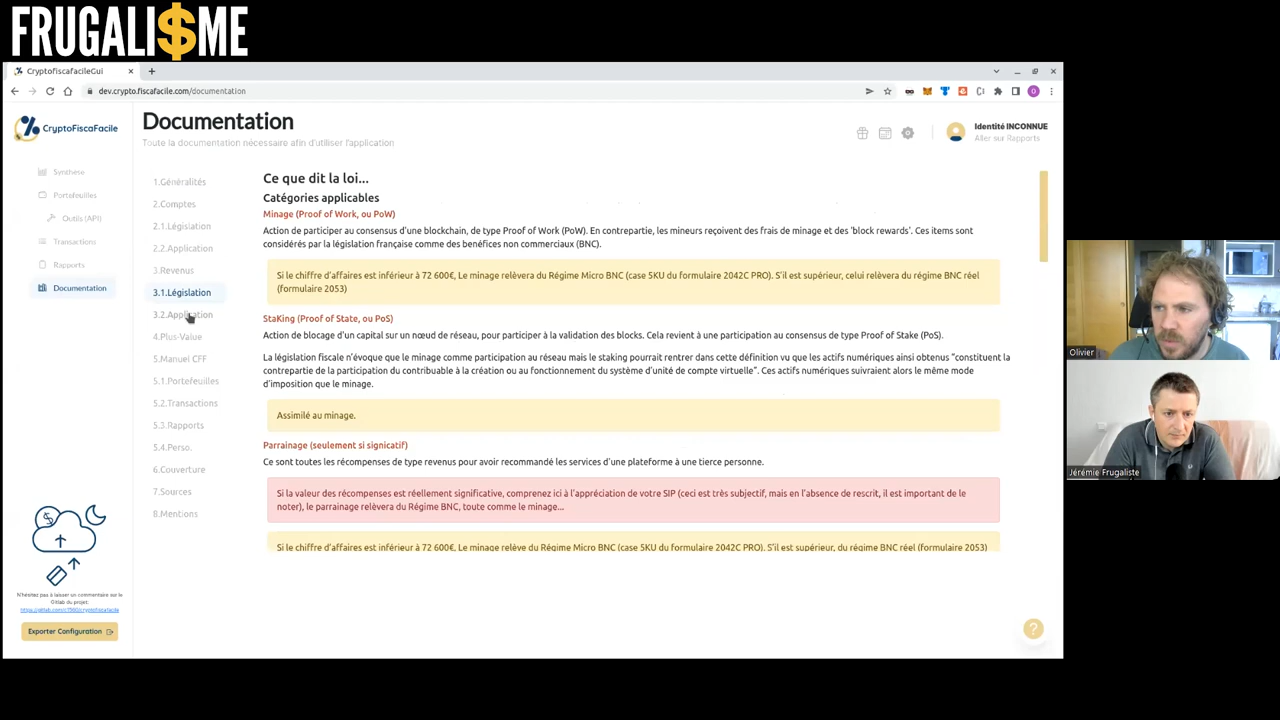 FRUGALI$ME
CryptofiscafacileGui
dev.crypto.fiscafacile.com/documentation
CryptoFiscaFacile
Synthèse
Portefeuilles
Outils (API)
Transactions
Rapports
Documentation
N'hésitez pas à laisser un commentaire sur le
Gitlab du projet:
Exporter Configuration
Documentation
Toute la documentation nécessaire afin d'utiliser l'application
O
Identité INCONNUE
Aller sur Rapports
1.Généralités
2.Comptes
2.1.Législation
2.2.Application
3.Revenus
3.1.Législation
3.2.Application
4.Plus-Value
5.Manuel CFF
5.1.Portefeuilles
5.2.Transactions
5.3.Rapports
5.4.Perso.
6.Couverture
7.Sources
8.Mentions
Ce que dit la loi...
Catégories applicables
Minage (Proof of Work, ou PoW)
Action de participer au consensus d'une blockchain, de type Proof of Work (PoW). En contrepartie, les mineurs reçoivent des frais de minage et des 'block rewards'. Ces items sont
considérés par la législation française comme des benéfices non commerciaux (BNC).
Si le chiffre d'affaires est inférieur à 72 600€, Le minage relèvera du Régime Micro BNC (case 5KU du formulaire 2042C PRO). S'il est supérieur, celui relèvera du régime BNC réel
(formulaire 2053)
StaKing (Proof of State, ou PoS)
Action de blocage d'un capital sur un nœud de réseau, pour participer à la validation des blocks. Cela revient à une participation au consensus de type Proof of Stake (PoS).
La législation fiscale n'évoque que le minage comme participation au réseau mais le staking pourrait rentrer dans cette définition vu que les actifs numériques ainsi obtenus "constituent la
contrepartie de la participation du contribuable à la création ou au fonctionnement du système d'unité de compte virtuelle". Ces actifs numériques suivraient alors le même mode
d'imposition que le minage.
Assimilé au minage.
Parrainage (seulement si signicatif)
Ce sont toutes les récompenses de type revenus pour avoir recommandé les services d'une plateforme à une tierce personne.
Si la valeur des récompenses est réellement significative, comprenez ici à l'appréciation de votre SIP (ceci est très subjectif, mais en l'absence de rescrit, il est important de le
noter), le parrainage relèvera du Régime BNC, toute comme le minage...
Si le chiffre d'affaires est inférieur à 72 600€, Le minage relève du Régime Micro BNC (case 5KU du formulaire 2042C PRO). S'il est supérieur, du régime BNC réel (formulaire 2053)
?
Olivier
Jérémie Frugaliste